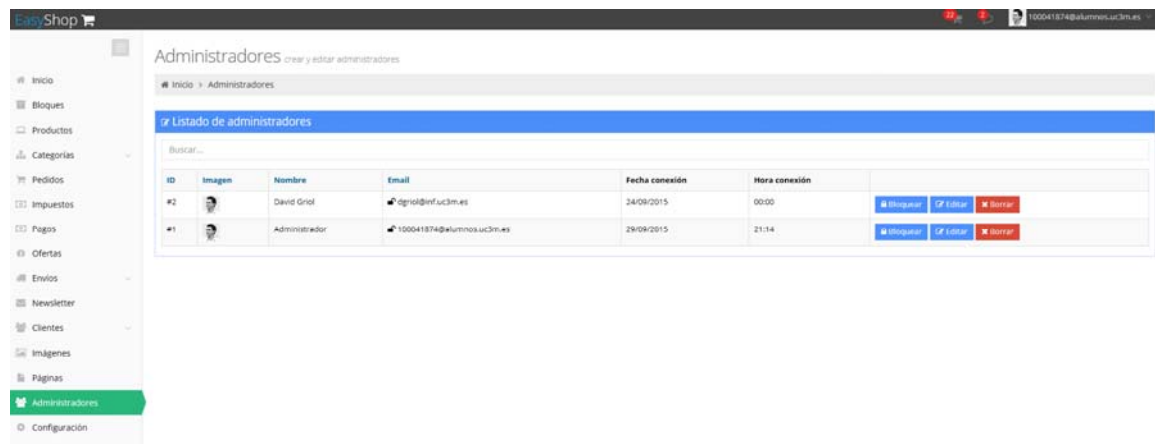 EasyShop
22
2
100041874@alumnos.uc3m.es
Administradores crear y editar administradores
Inicio > Administradores
Inicio
Bloques
Productos
Categorías
Pedidos
Impuestos
Pagos
Ofertas
Envíos
Newsletter
Clientes
Imágenes
Páginas
Administradores
Configuración
Listado de administradores
Buscar...
ID Imagen Nombre Email Fecha conexión Hora conexión
#2 David Griol dgriol@inf.uc3m.es 24/09/2015 00:00 Bloquear Editar Borrar
#1 Administrador 100041874@alumnos.uc3m.es 29/09/2015 21:14 Bloquear Editar Borrar